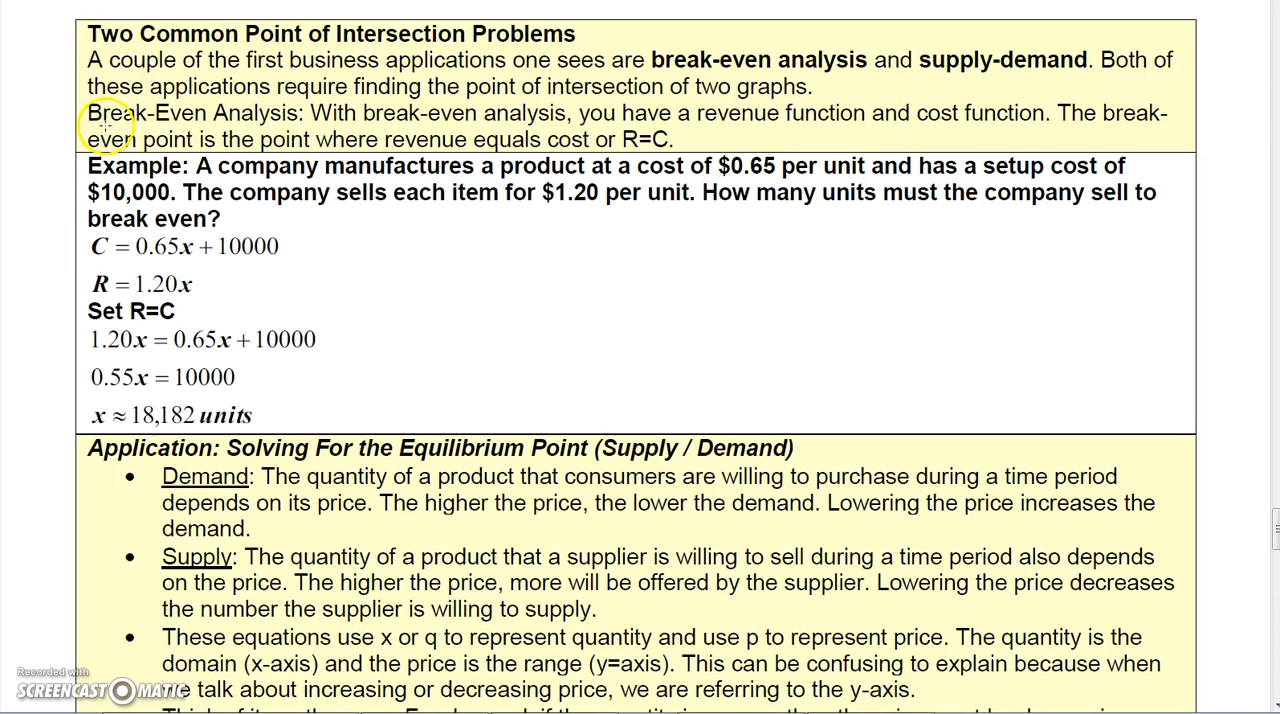 Two Common Point of Intersection Problems
A couple of the first business applications one sees are break-even analysis and supply-demand. Both of
these applications require finding the point of intersection of two graphs.
Break-Even Analysis: With break-even analysis, you have a revenue function and cost function. The break-
even point is the point where revenue equals cost or R=C.
Example: A company manufactures a product at a cost of $0.65 per unit and has a setup cost of
$10,000. The company sells each item for $1.20 per unit. How many units must the company sell to
break even?
C = 0.65x + 10000
R = 1.20x
Set R=C
1.20x = 0.65x + 10000
0.55x = 10000
x ≈ 18,182 units
Application: Solving For the Equilibrium Point (Supply / Demand)
• Demand: The quantity of a product that consumers are willing to purchase during a time period
depends on its price. The higher the price, the lower the demand. Lowering the price increases the
demand.
• Supply: The quantity of a product that a supplier is willing to sell during a time period also depends
on the price. The higher the price, more will be offered by the supplier. Lowering the price decreases
the number the supplier is willing to supply.
• These equations use x or q to represent quantity and use p to represent price. The quantity is the
domain (x-axis) and the price is the range (y=axis). This can be confusing to explain because when
talk about increasing or decreasing price, we are referring to the y-axis.
Recorded with
SCREENCAST MATIC